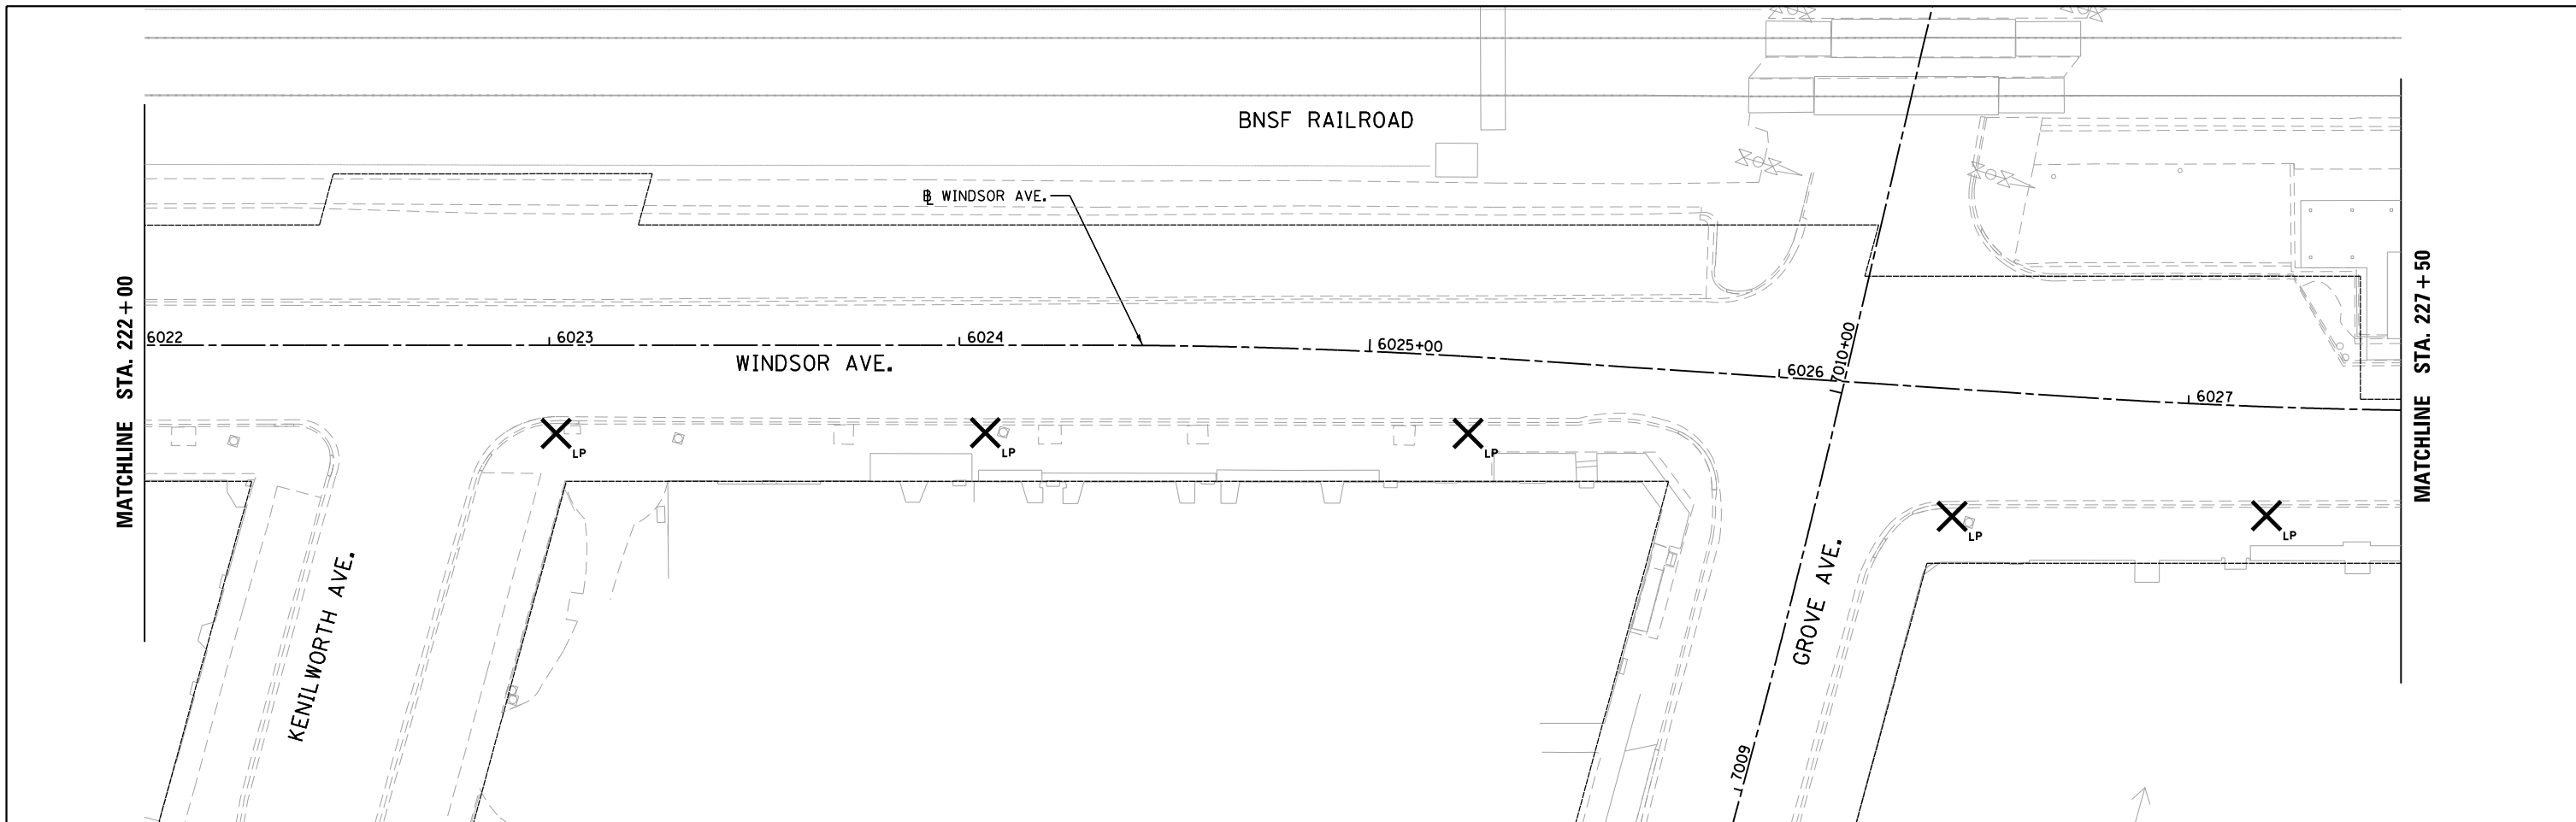 BNSF RAILROAD
℄ WINDSOR AVE.
MATCHLINE STA. 222+00
MATCHLINE STA. 227+50
6022
6023
6024
6025+00
6026
7010+00
6027
WINDSOR AVE.
LP
LP
LP
LP
LP
KENILWORTH AVE.
GROVE AVE.
7009